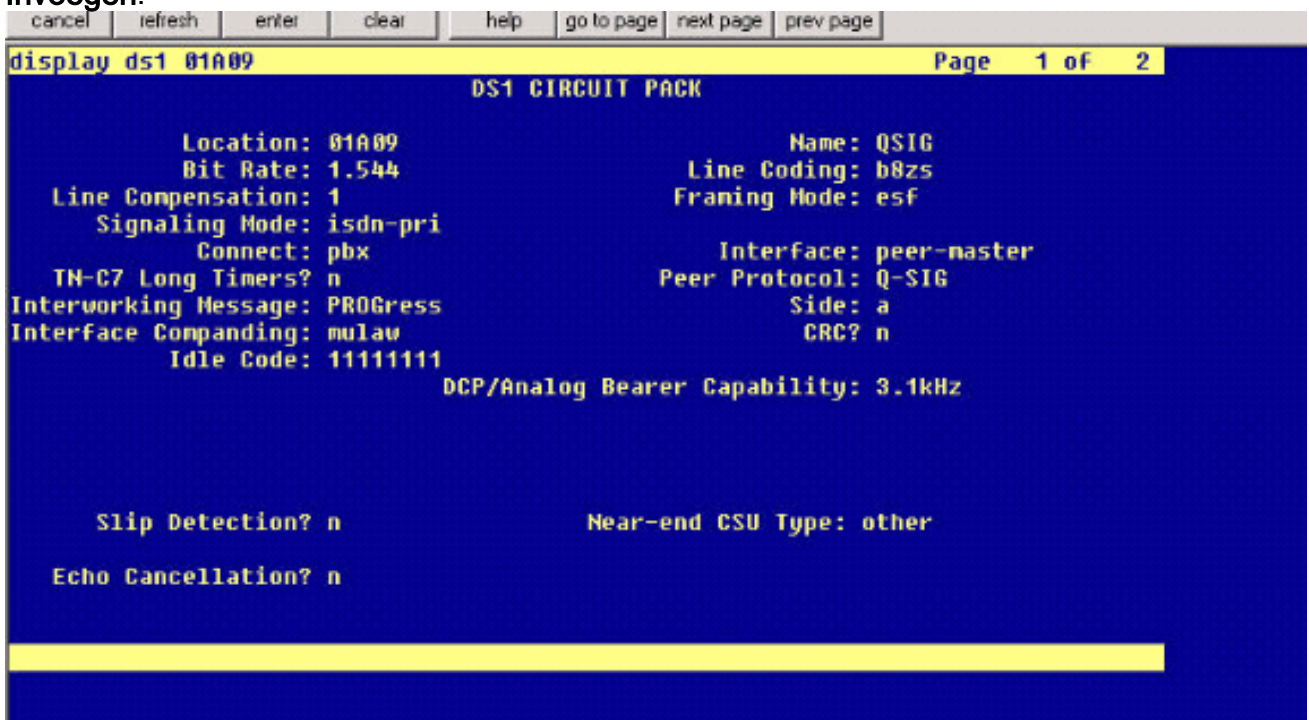 invoegen.
cancel refresh enter clear help go to page next page prev page
display ds1 01A09 Page 1 of 2
DS1 CIRCUIT PACK
Location: 01A09 Name: QSIG
Bit Rate: 1.544 Line Coding: b8zs
Line Compensation: 1 Framing Mode: esf
Signaling Mode: isdn-pri
Connect: pbx Interface: peer-master
TN-C7 Long Timers? n Peer Protocol: Q-SIG
Interworking Message: PROGress Side: a
Interface Companding: mulaw CRC? n
Idle Code: 11111111
DCP/Analog Bearer Capability: 3.1kHz
Slip Detection? n Near-end CSU Type: other
Echo Cancellation? n